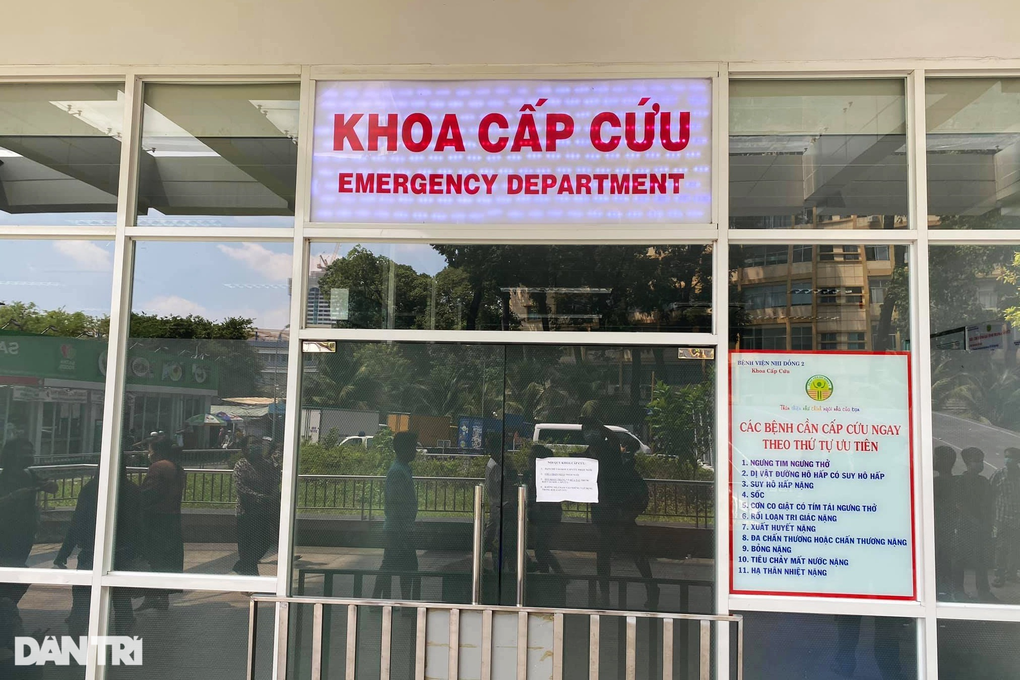 KHOA CẤP CỨU
EMERGENCY DEPARTMENT
BỆNH VIỆN NHI ĐỒNG 2
Khoa Cấp Cứu
CÁC BỆNH CẦN CẤP CỨU NGAY
THEO THỨ TỰ ƯU TIÊN
1. NGƯNG TIM NGƯNG THỞ
2. DỊ VẬT ĐƯỜNG HÔ HẤP CÓ SUY HÔ HẤP
3. SUY HÔ HẤP NẶNG
4. SỐC
5. CƠN CO GIẬT CÓ TÍM TÁI NGƯNG THỞ
6. RỐI LOẠN TRI GIÁC NẶNG
7. XUẤT HUYẾT NẶNG
8. ĐA CHẤN THƯƠNG HOẶC CHẤN THƯƠNG NẶNG
9. BỎNG NẶNG
10. TIÊU CHẢY MẤT NƯỚC NẶNG
11. HẠ THÂN NHIỆT NẶNG
DÂN TRÍ